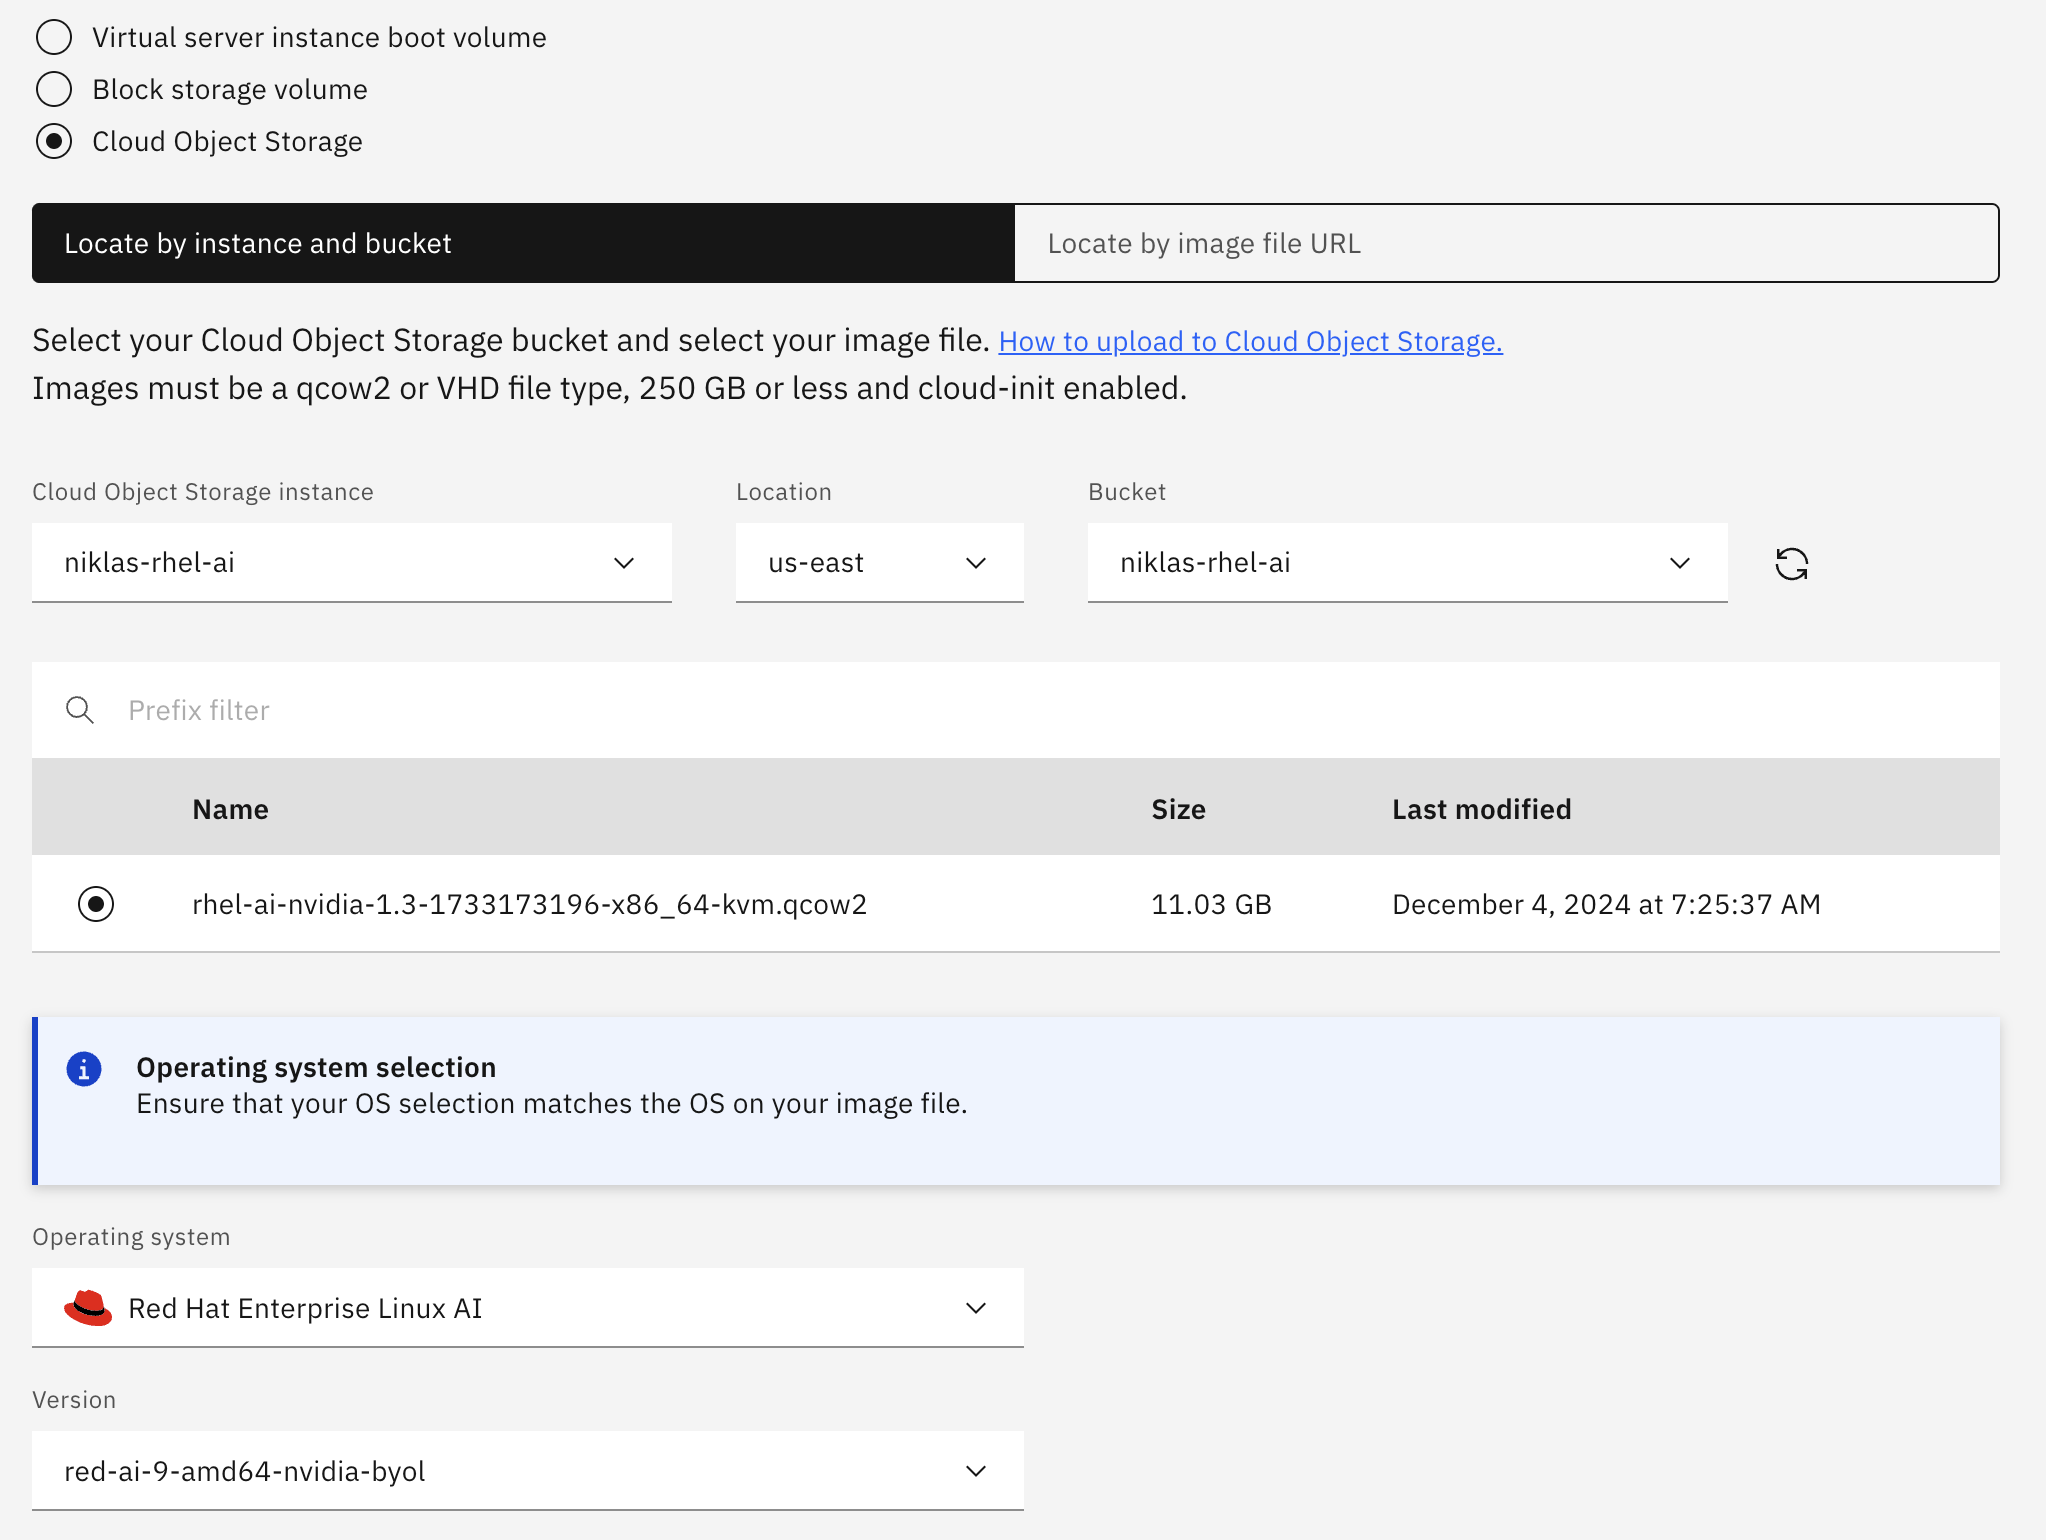 Virtual server instance boot volume
Block storage volume
Cloud Object Storage
Locate by instance and bucket
Locate by image file URL
Select your Cloud Object Storage bucket and select your image file. How to upload to Cloud Object Storage.
Images must be a qcow2 or VHD file type, 250 GB or less and cloud-init enabled.
Cloud Object Storage instance
Location
Bucket
niklas-rhel-ai
us-east
niklas-rhel-ai
Prefix filter
Name Size Last modified
rhel-ai-nvidia-1.3-1733173196-x86_64-kvm.qcow2 11.03 GB December 4, 2024 at 7:25:37 AM
Operating system selection
Ensure that your OS selection matches the OS on your image file.
Operating system
Red Hat Enterprise Linux AI
Version
red-ai-9-amd64-nvidia-byol